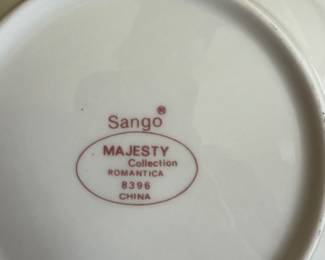 Sango®
MAJESTY
Collection
ROMANTICA
8396
CHINA